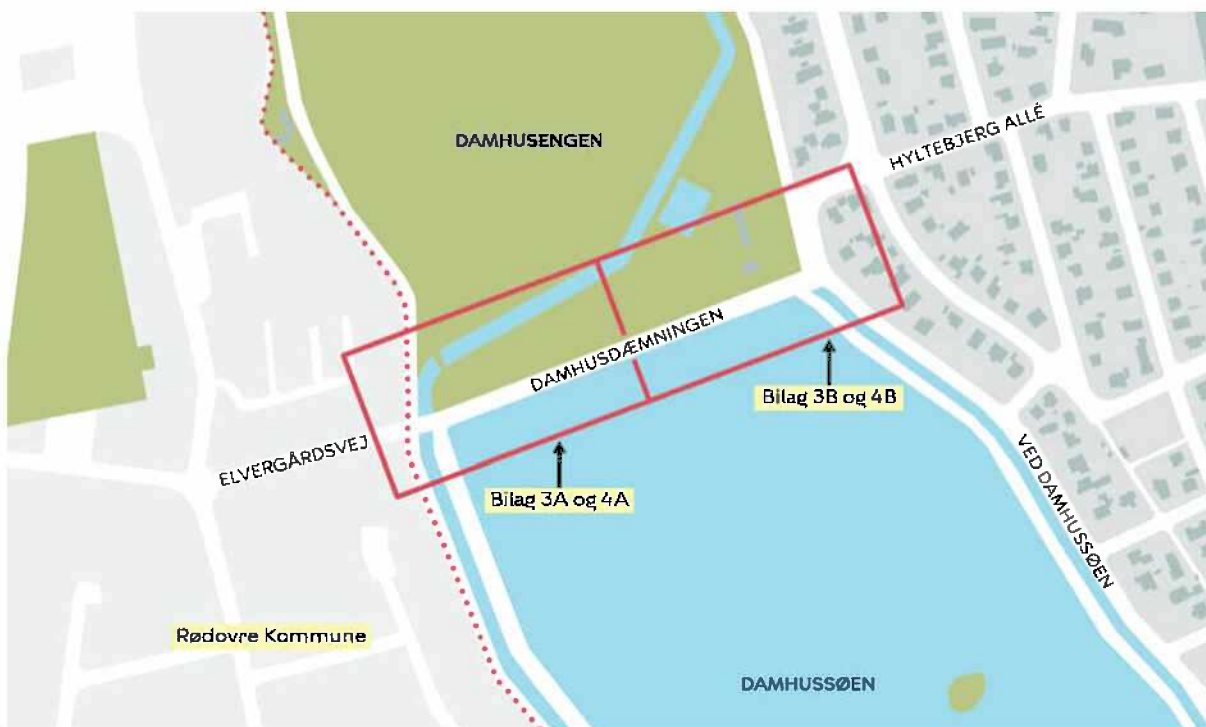 HYLTEBJERG ALLÉ
DAMHUSENGEN
DAMHUSDÆMNINGEN
Bilag 3B og 4B
ELVERGÅRDSVEJ
Bilag 3A og 4A
VED DAMHUSSØEN
Rødovre Kommune
DAMHUSSØEN